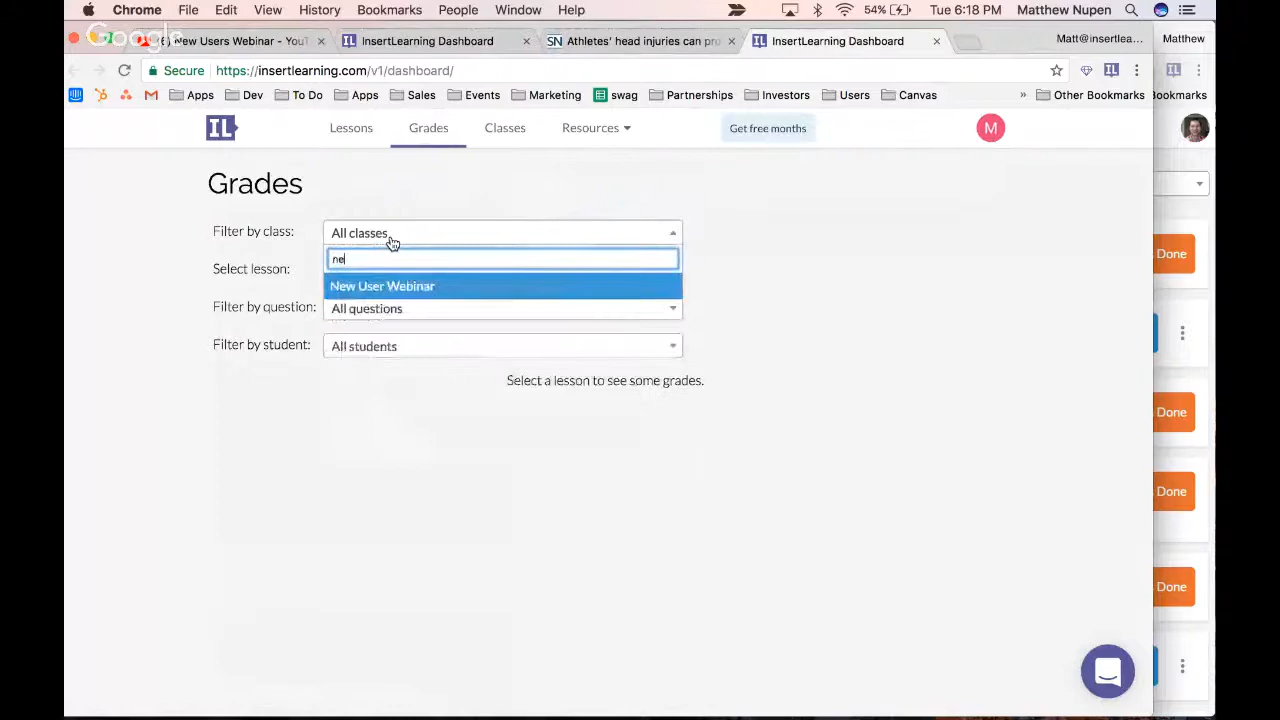 Chrome File Edit View History Bookmarks People Window Help 54% Tue 6:18 PM Matthew Nupen
Google
New Users Webinar - YouT InsertLearning Dashboard SN Athletes' head injuries can pro InsertLearning Dashboard Matt@insertlea... Matthew
Secure https://insertlearning.com/v1/dashboard/ IL IL
Apps Dev To Do Apps Sales Events Marketing swag Partnerships Investors Users Canvas » Other Bookmarks Bookmarks
IL Lessons Grades Classes Resources Get free months M
Grades
Filter by class: All classes
ne
Select lesson:
New User Webinar
Filter by question: All questions
Filter by student: All students
Select a lesson to see some grades.
Done
Done
Done
Done